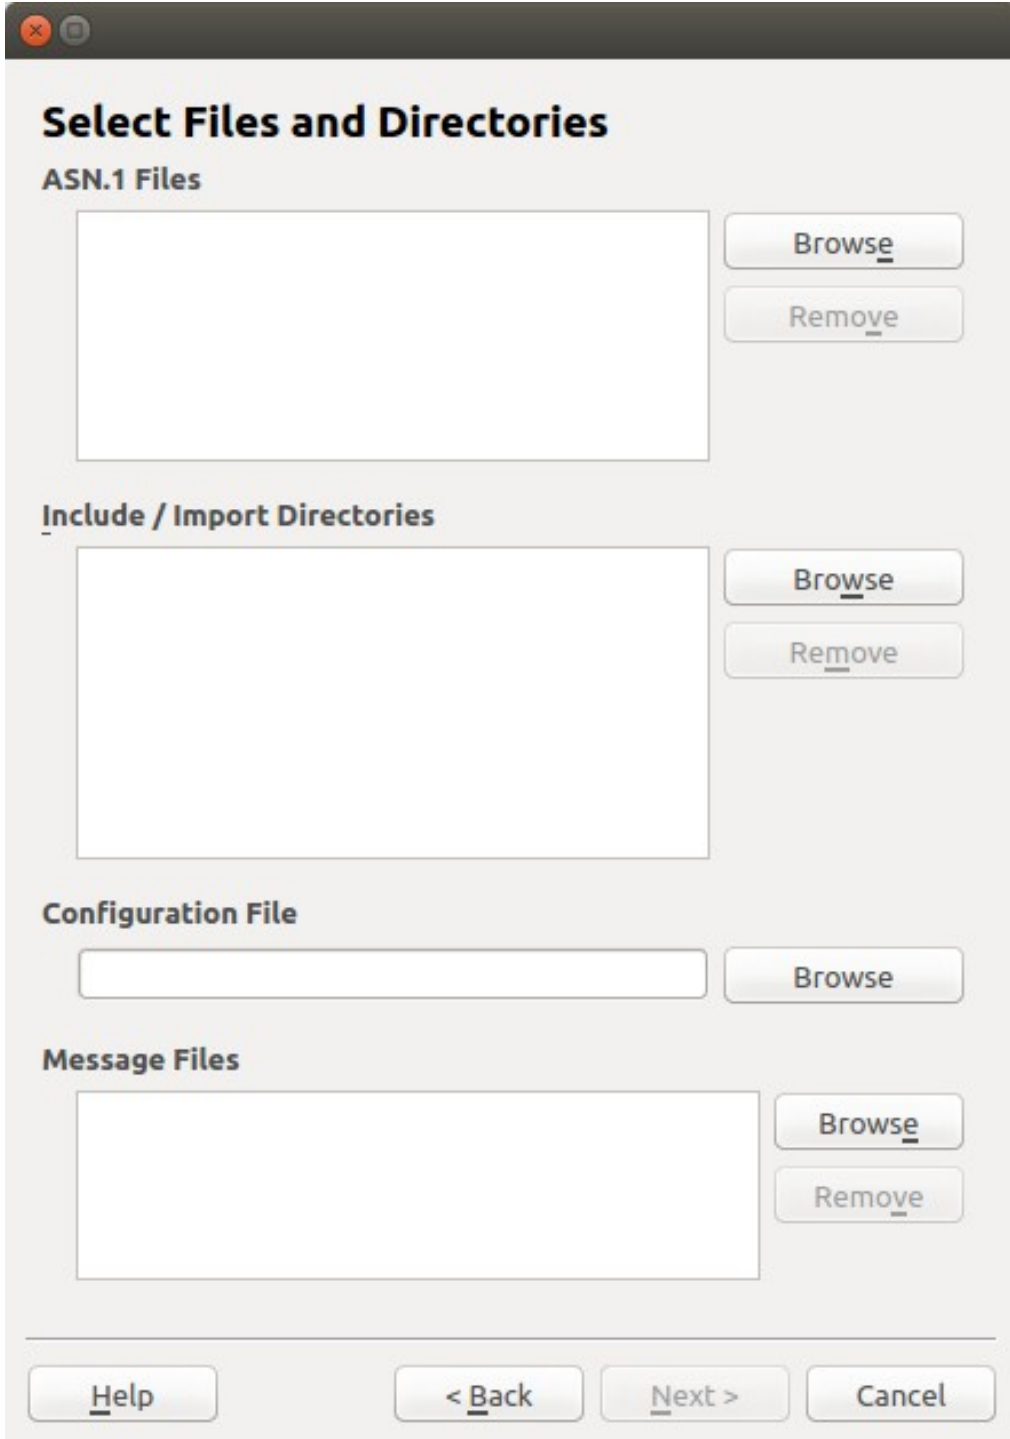 Select Files and Directories
ASN.1 Files
Browse
Remove
Include / Import Directories
Browse
Remove
Configuration File
Browse
Message Files
Browse
Remove
Help
< Back
Next >
Cancel